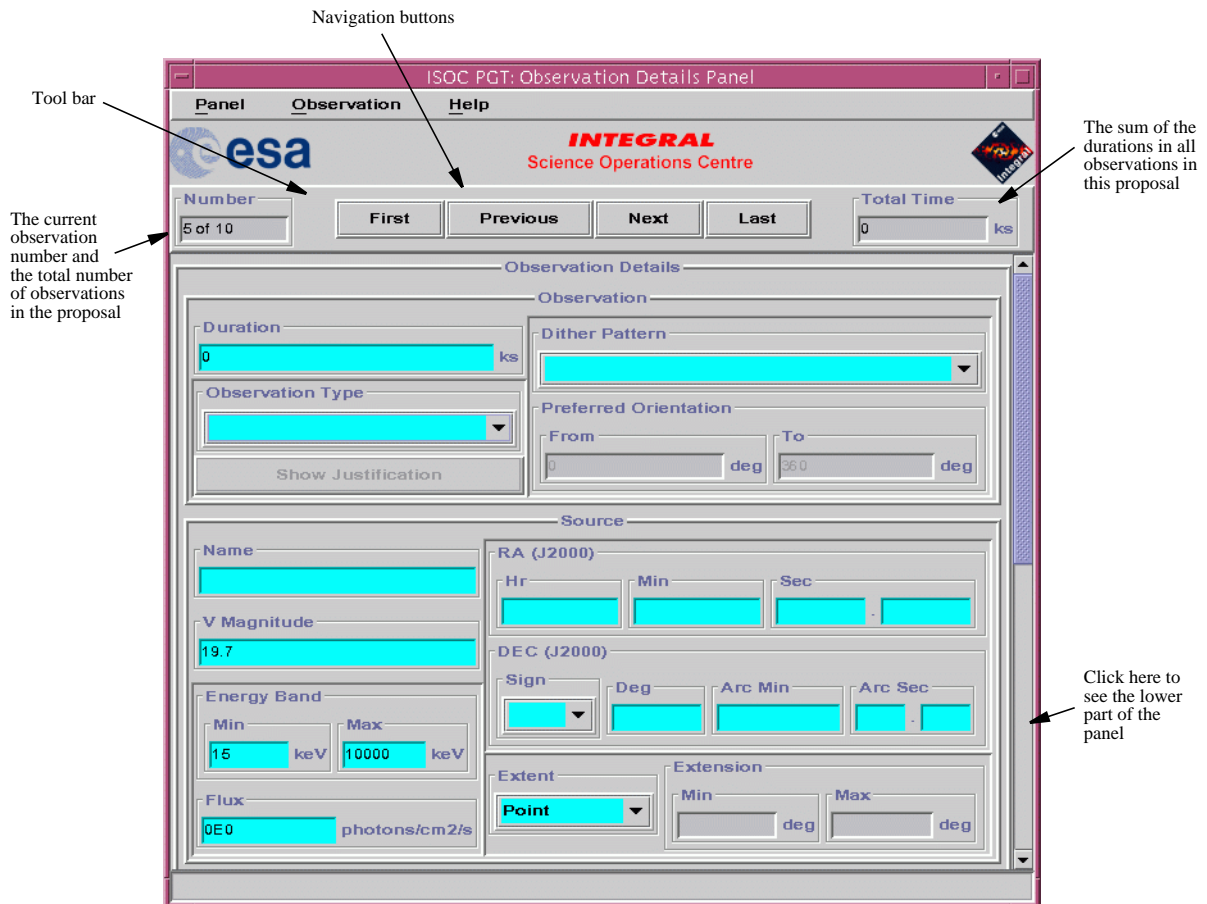 Navigation buttons
ISOC PGT: Observation Details Panel
Tool bar
Panel Observation Help
esa
INTEGRAL
Science Operations Centre
Integral
The sum of the
durations in all
observations in
this proposal
The current
observation
number and
the total number
of observations
in the proposal
Number
5 of 10
First Previous Next Last
Total Time
0 ks
Observation Details
Observation
Duration
0 ks
Observation Type
Show Justification
Dither Pattern
Preferred Orientation
From To
0 deg 360 deg
Source
Name
V Magnitude
19.7
Energy Band
Min Max
15 keV 10000 keV
Flux
0E0 photons/cm2/s
RA (J2000)
Hr Min Sec
.
DEC (J2000)
Sign Deg Arc Min Arc Sec
.
Extent
Point
Extension
Min Max
deg deg
Click here to
see the lower
part of the
panel